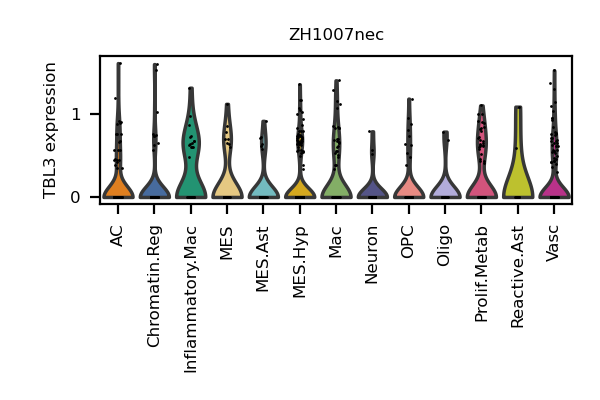 ZH1007nec
TBL3 expression
1
0
AC
Chromatin.Reg
Inflammatory.Mac
MES
MES.Ast
MES.Hyp
Mac
Neuron
OPC
Oligo
Prolif.Metab
Reactive.Ast
Vasc